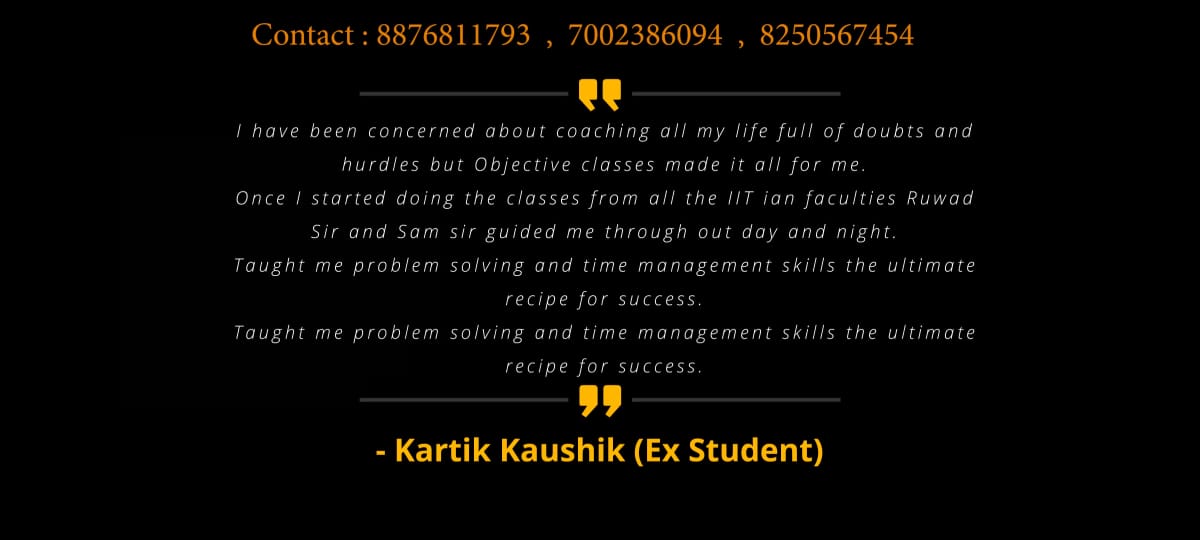 Contact : 8876811793 , 7002386094 , 8250567454
I have been concerned about coaching all my life full of doubts and
hurdles but Objective classes made it all for me.
Once I started doing the classes from all the IIT ian faculties Ruwad
Sir and Sam sir guided me through out day and night.
Taught me problem solving and time management skills the ultimate
recipe for success.
Taught me problem solving and time management skills the ultimate
recipe for success.
- Kartik Kaushik (Ex Student)